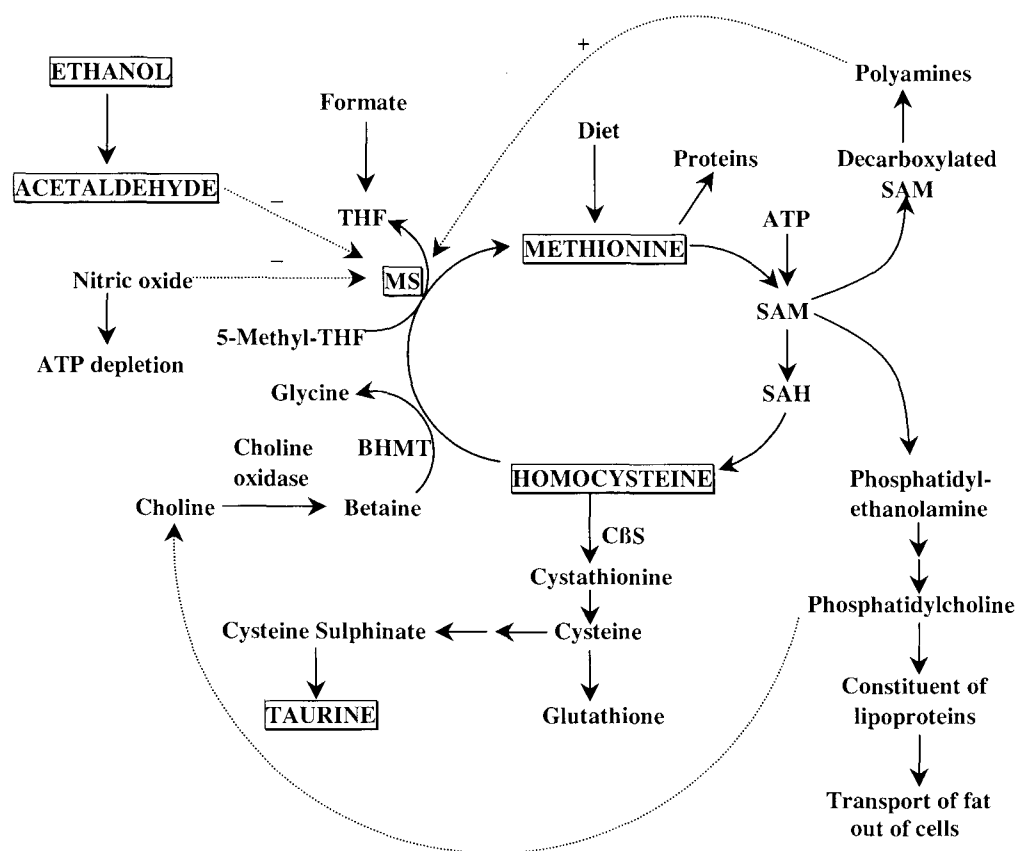 +
Polyamines
ETHANOL
Formate
Diet
Proteins
Decarboxylated
SAM
ACETALDEHYDE
–
THF
ATP
METHIONINE
–
Nitric oxide
MS
SAM
5-Methyl-THF
ATP depletion
Glycine
SAH
Choline
oxidase
BHMT
HOMOCYSTEINE
Phosphatidyl-
ethanolamine
Choline
Betaine
CßS
Cystathionine
Phosphatidylcholine
Cysteine Sulphinate
Cysteine
Constituent of
lipoproteins
TAURINE
Glutathione
Transport of fat
out of cells